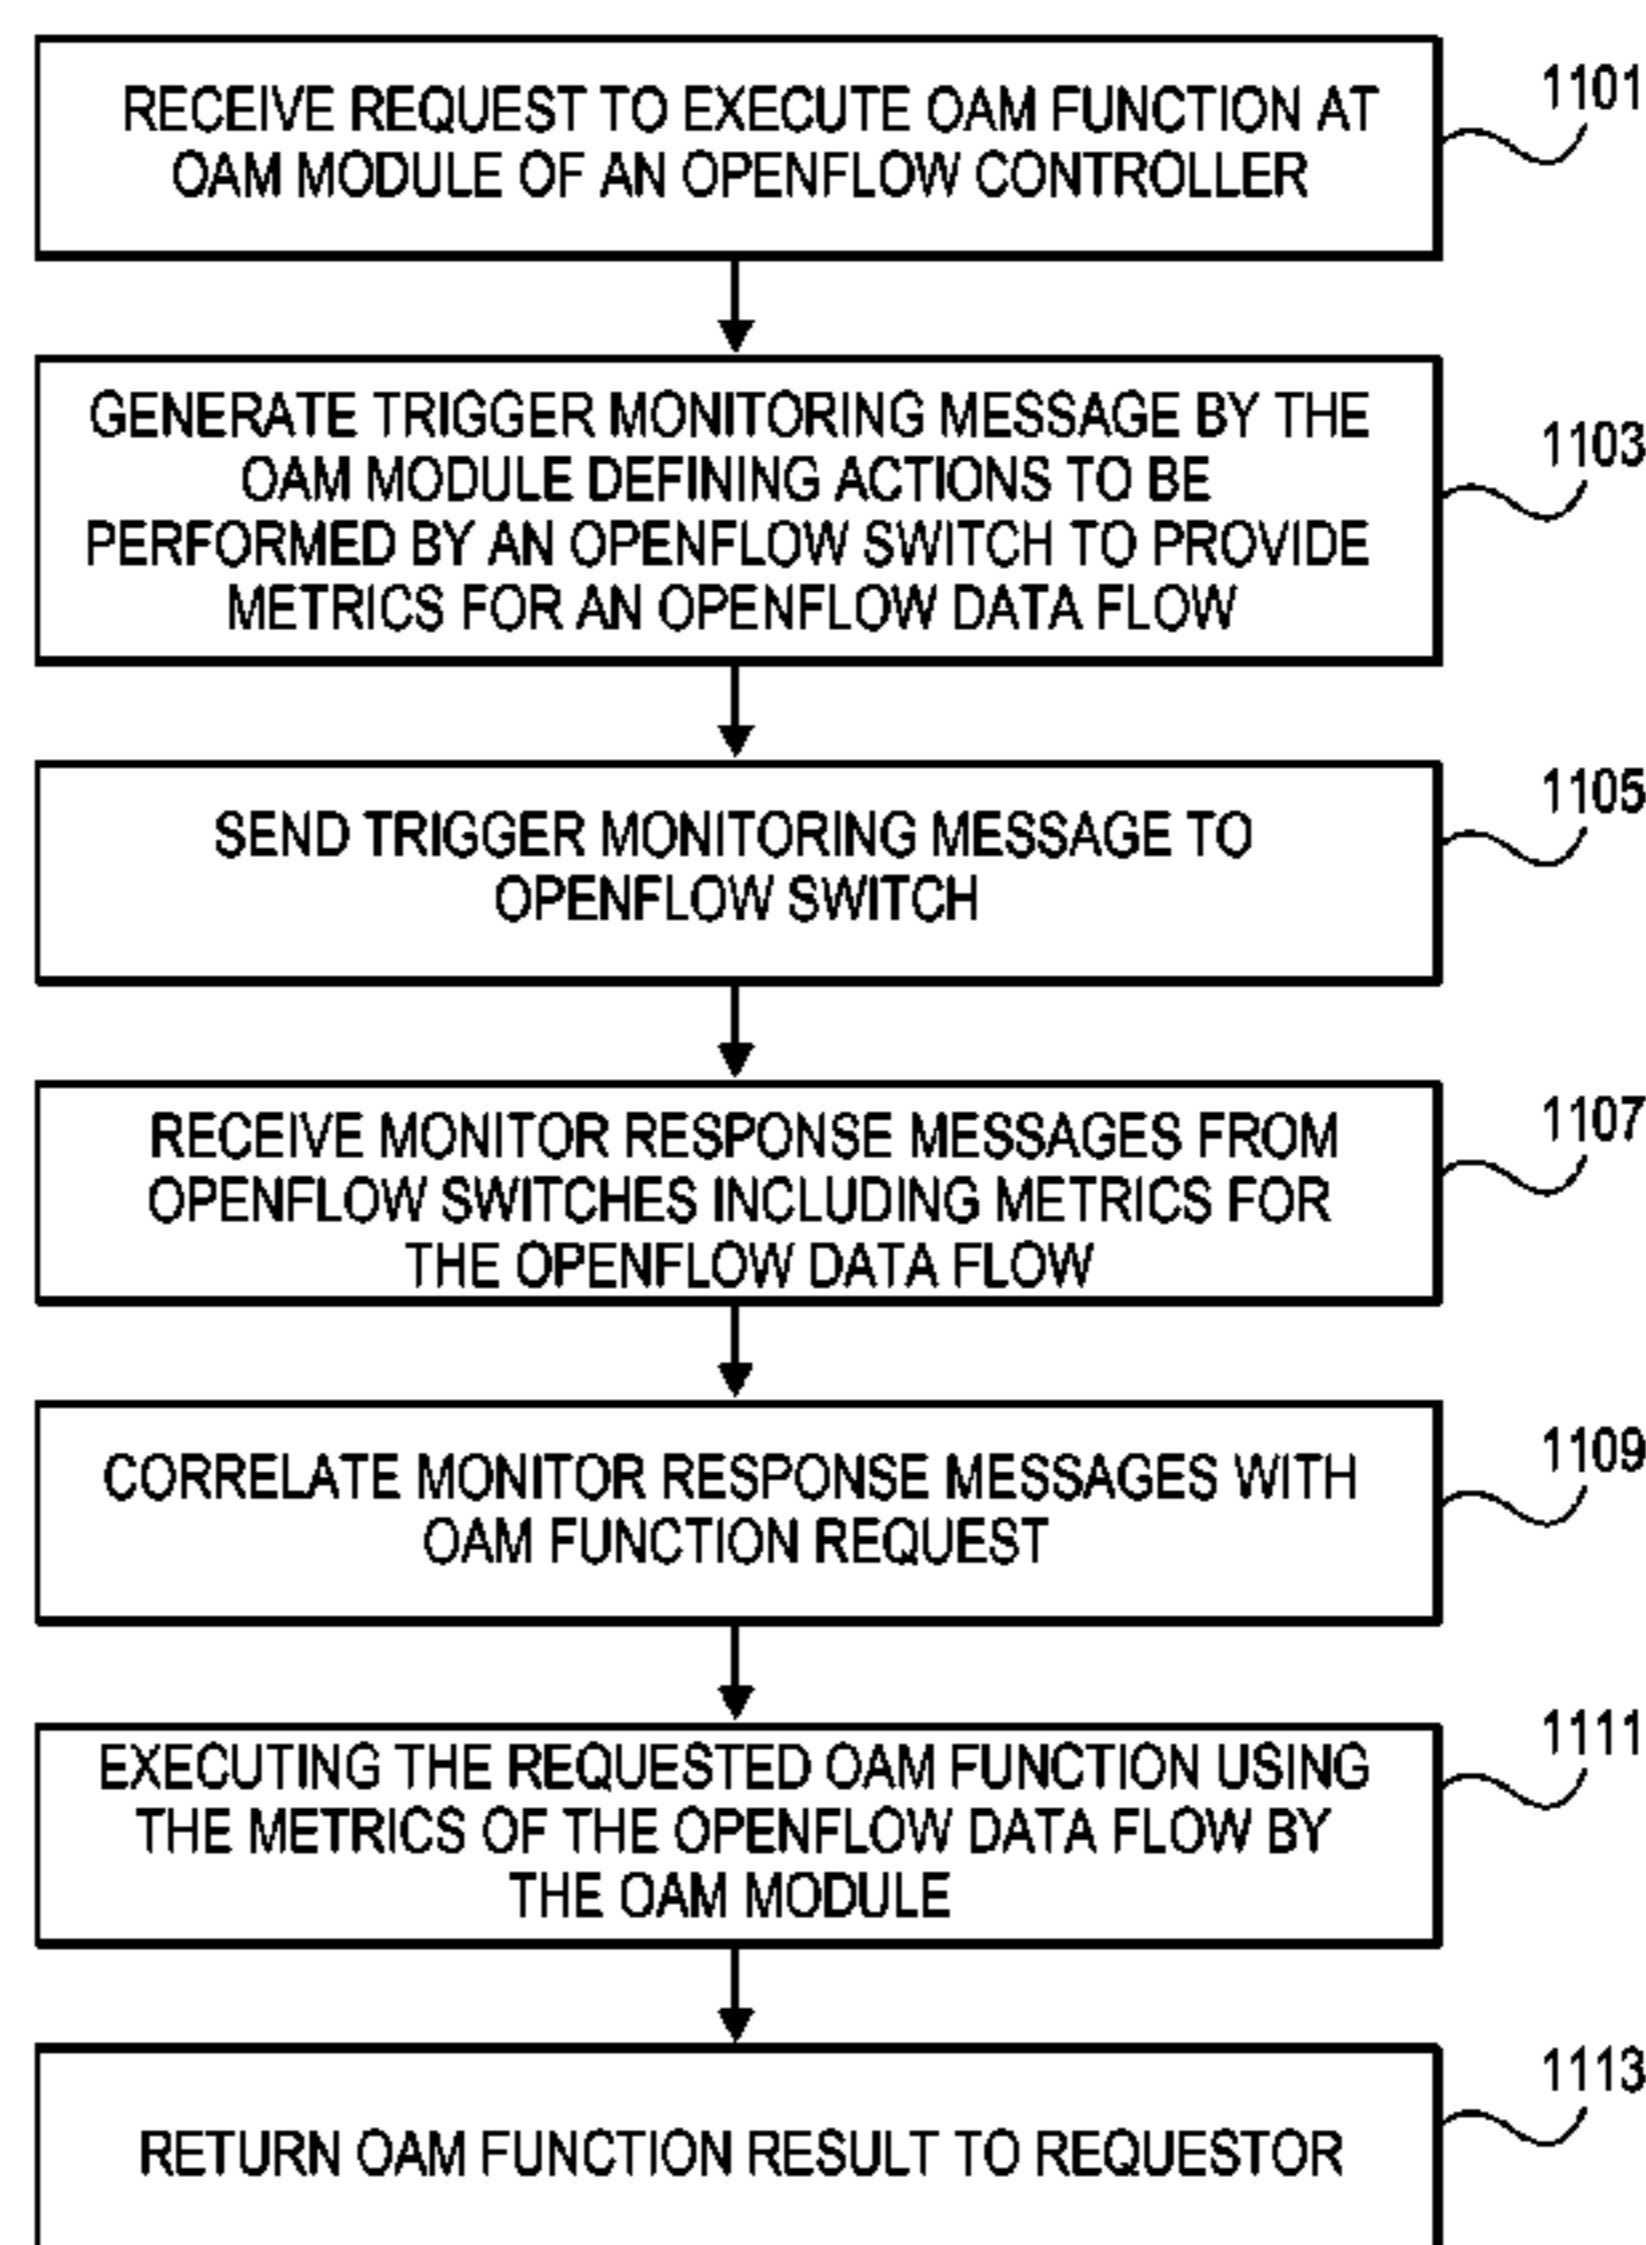 RECEIVE REQUEST TO EXECUTE OAM FUNCTION AT
OAM MODULE OF AN OPENFLOW CONTROLLER
1101
GENERATE TRIGGER MONITORING MESSAGE BY THE
OAM MODULE DEFINING ACTIONS TO BE
PERFORMED BY AN OPENFLOW SWITCH TO PROVIDE
METRICS FOR AN OPENFLOW DATA FLOW
1103
SEND TRIGGER MONITORING MESSAGE TO
OPENFLOW SWITCH
1105
RECEIVE MONITOR RESPONSE MESSAGES FROM
OPENFLOW SWITCHES INCLUDING METRICS FOR
THE OPENFLOW DATA FLOW
1107
CORRELATE MONITOR RESPONSE MESSAGES WITH
OAM FUNCTION REQUEST
1109
EXECUTING THE REQUESTED OAM FUNCTION USING
THE METRICS OF THE OPENFLOW DATA FLOW BY
THE OAM MODULE
1111
RETURN OAM FUNCTION RESULT TO REQUESTOR
1113